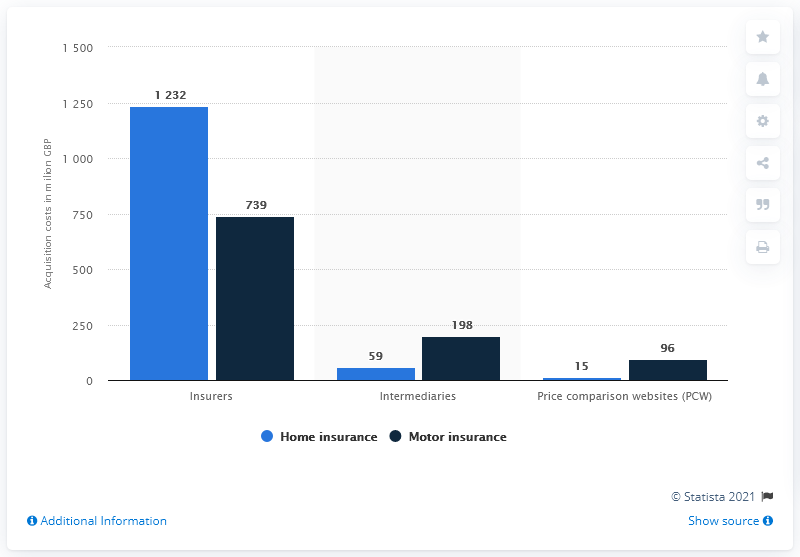 1 500
1 250
1 000
750
500
250
0
Acquisition costs in million GBP
1 232
739
59
198
15
96
Insurers
Intermediaries
Price comparison websites (PCW)
Home insurance
Motor insurance
© Statista 2021
Additional Information
Show source